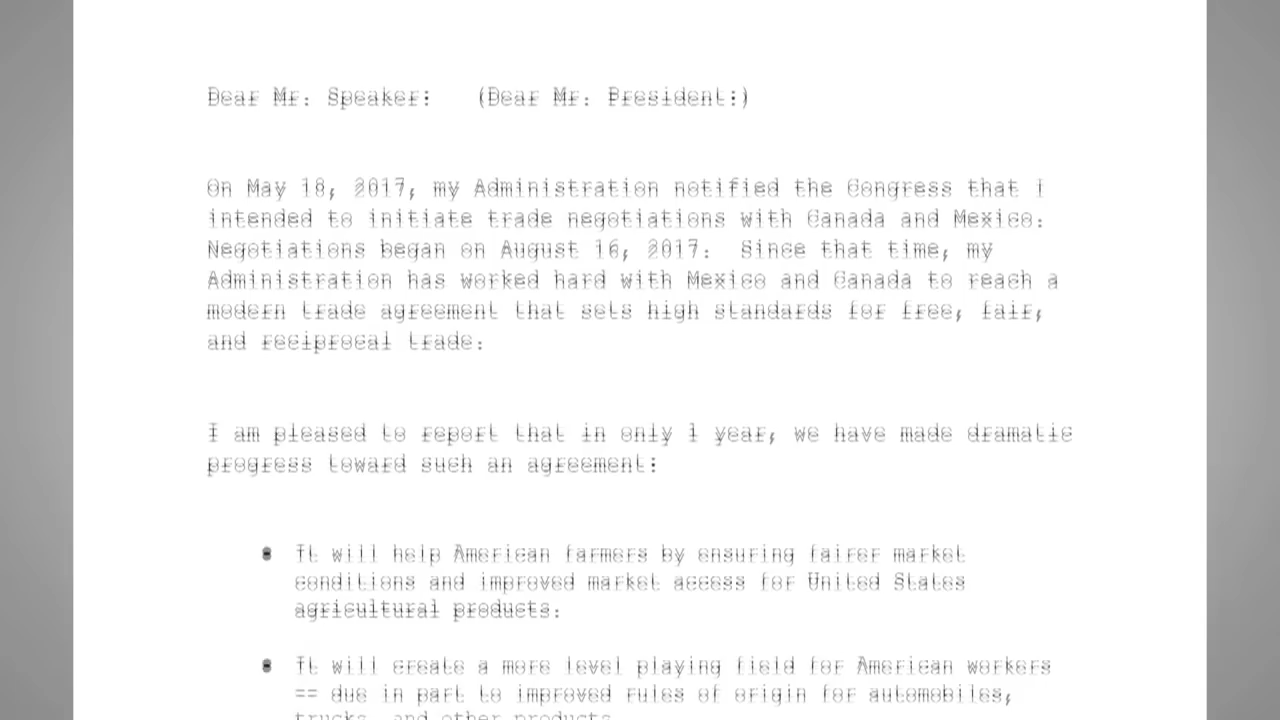 Dear Mr. Speaker: (Dear Mr. President:)
On May 18, 2017, my Administration notified the Congress that I
intended to initiate trade negotiations with Canada and Mexico.
Negotiations began on August 16, 2017. Since that time, my
Administration has worked hard with Mexico and Canada to reach a
modern trade agreement that sets high standards for free, fair,
and reciprocal trade.
I am pleased to report that in only 1 year, we have made dramatic
progress toward such an agreement:
• It will help American farmers by ensuring fairer market
conditions and improved market access for United States
agricultural products.
• It will create a more level playing field for American workers
-- due in part to improved rules of origin for automobiles,
trucks, and other products.